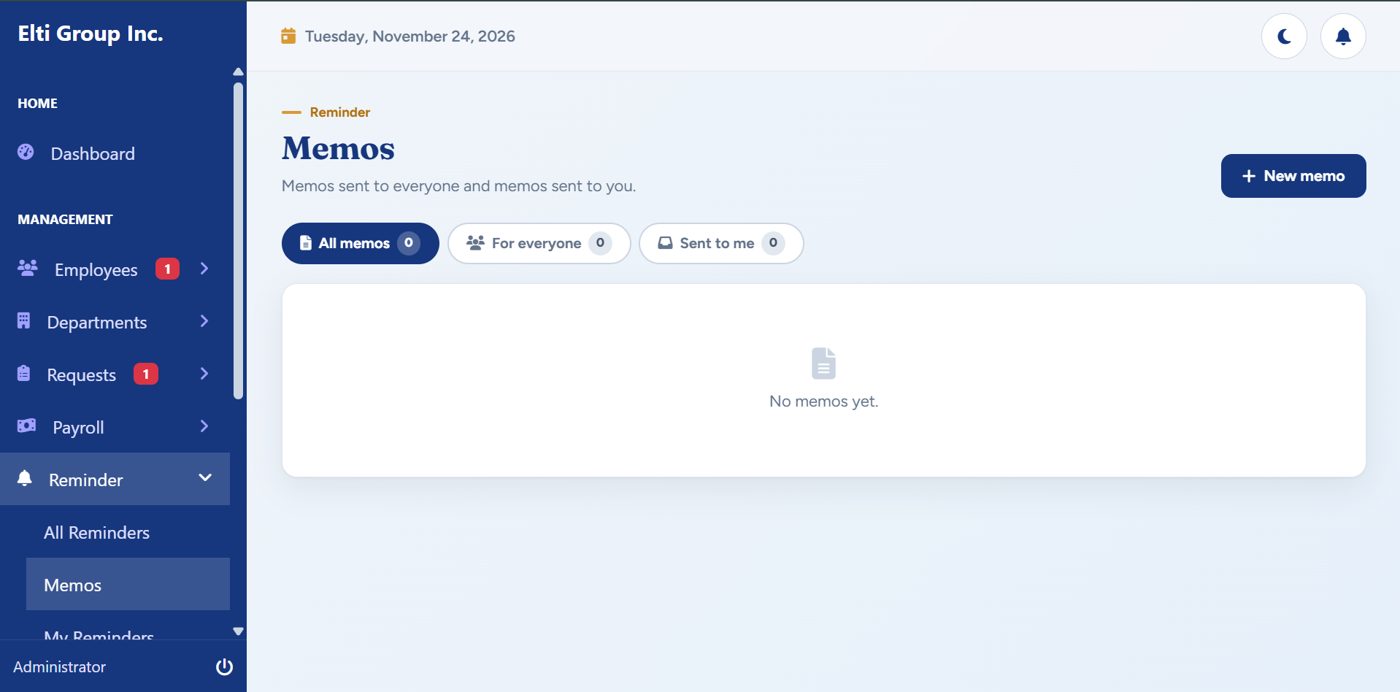 Elti Group Inc.
HOME
Dashboard
MANAGEMENT
Employees 1
Departments
Requests 1
Payroll
Reminder
All Reminders
Memos
My Reminders
Administrator
Tuesday, November 24, 2026
Reminder
Memos
Memos sent to everyone and memos sent to you.
New memo
All memos 0 For everyone 0 Sent to me 0
No memos yet.